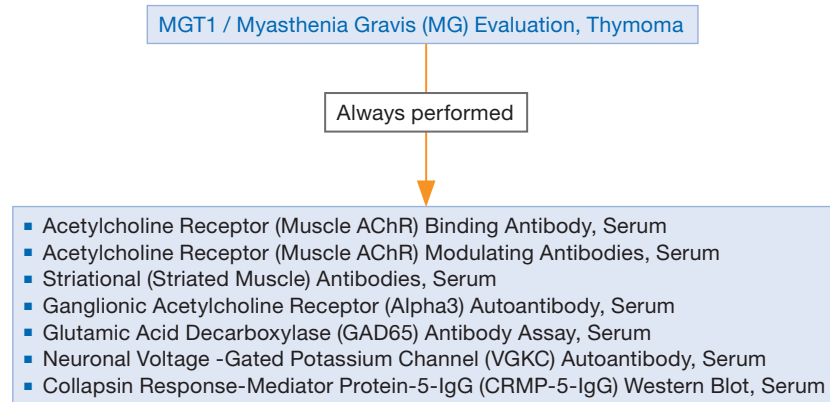 MGT1 / Myasthenia Gravis (MG) Evaluation, Thymoma
Always performed
▪ Acetylcholine Receptor (Muscle AChR) Binding Antibody, Serum
▪ Acetylcholine Receptor (Muscle AChR) Modulating Antibodies, Serum
▪ Striational (Striated Muscle) Antibodies, Serum
▪ Ganglionic Acetylcholine Receptor (Alpha3) Autoantibody, Serum
▪ Glutamic Acid Decarboxylase (GAD65) Antibody Assay, Serum
▪ Neuronal Voltage -Gated Potassium Channel (VGKC) Autoantibody, Serum
▪ Collapsin Response-Mediator Protein-5-IgG (CRMP-5-IgG) Western Blot, Serum